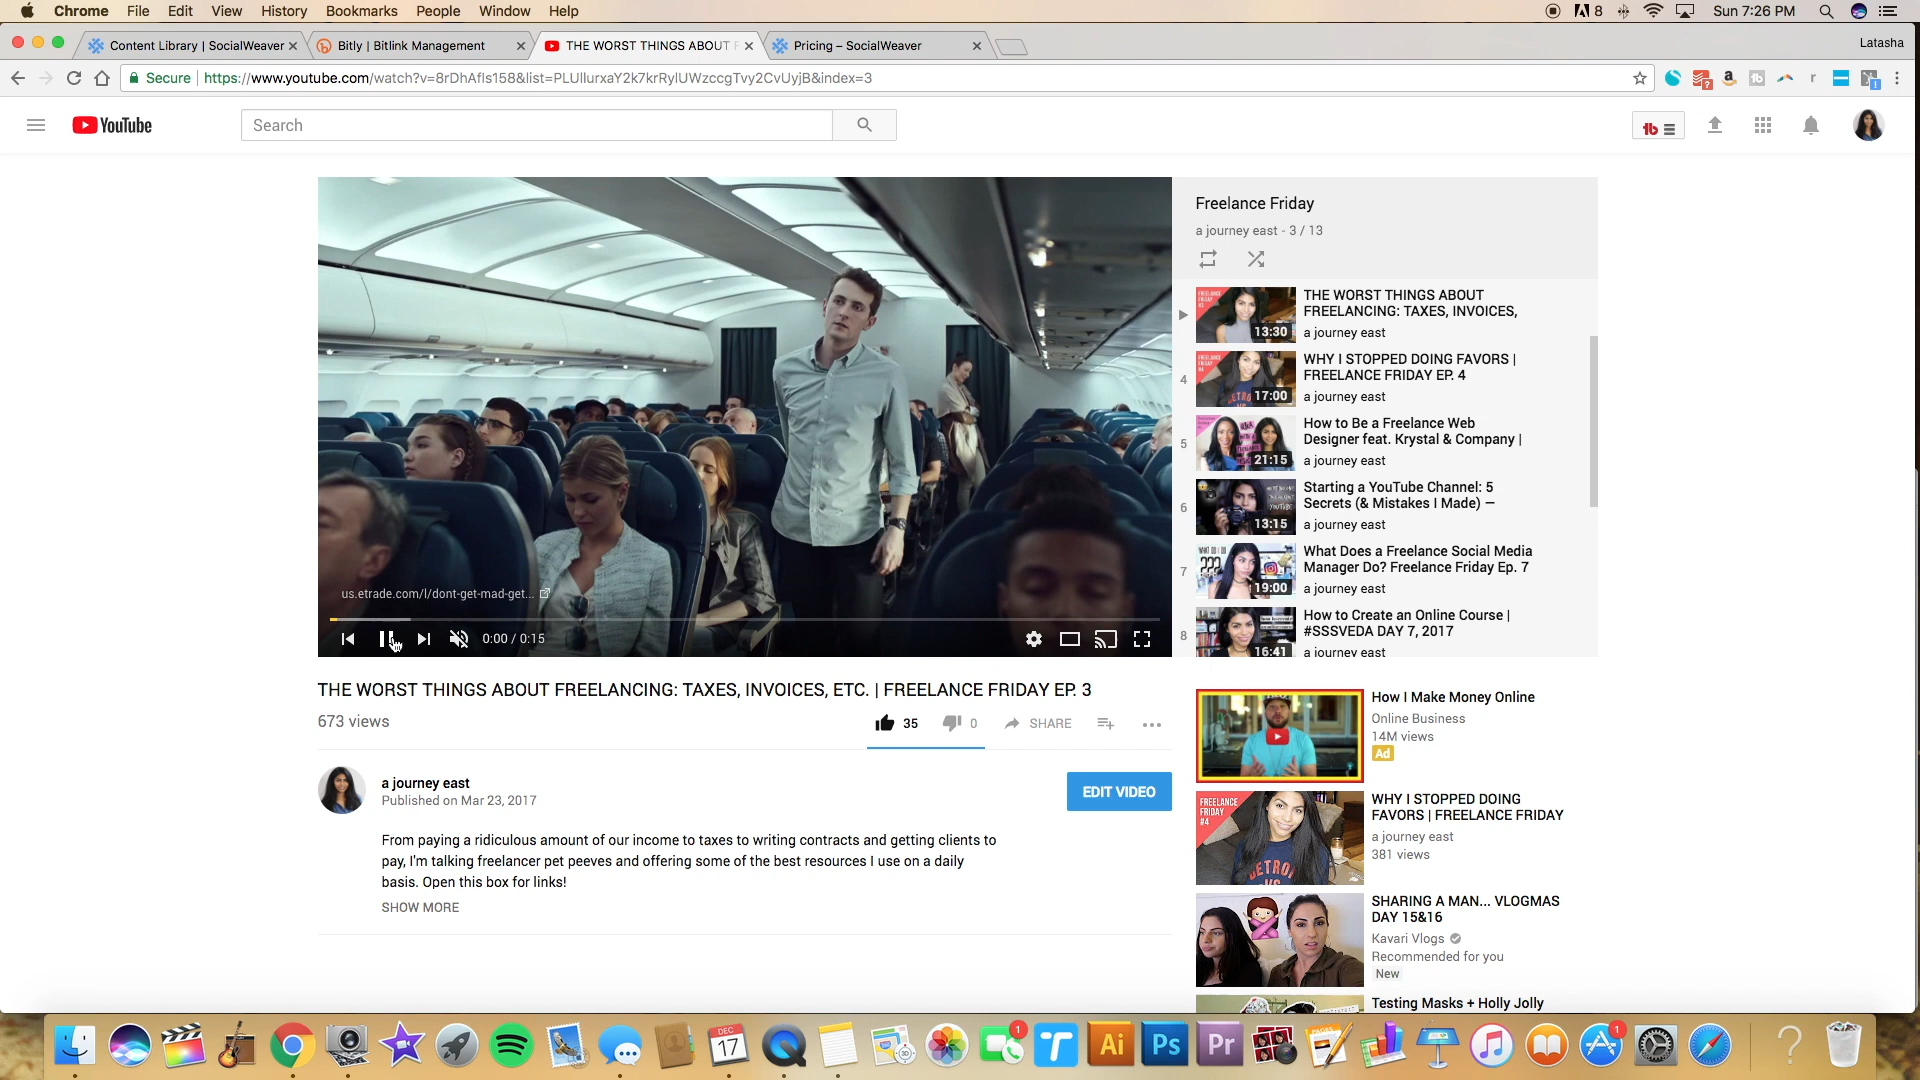 Chrome File Edit View History Bookmarks People Window Help
8 Sun 7:26 PM
Content Library | SocialWeaver
Bitly | Bitlink Management
THE WORST THINGS ABOUT F
Pricing – SocialWeaver
Latasha
Secure https://www.youtube.com/watch?v=8rDhAfls158&list=PLUllurxaY2k7krRylUWzccgTvy2CvUyjB&index=3
YouTube
Search
us.etrade.com/l/dont-get-mad-get...
0:00 / 0:15
Freelance Friday
a journey east - 3 / 13
THE WORST THINGS ABOUT
FREELANCING: TAXES, INVOICES,
a journey east
13:30
4
WHY I STOPPED DOING FAVORS |
FREELANCE FRIDAY EP. 4
a journey east
17:00
5
How to Be a Freelance Web
Designer feat. Krystal & Company |
a journey east
21:15
6
Starting a YouTube Channel: 5
Secrets (& Mistakes I Made) —
a journey east
13:15
7
What Does a Freelance Social Media
Manager Do? Freelance Friday Ep. 7
a journey east
19:00
8
How to Create an Online Course |
#SSSVEDA DAY 7, 2017
a journey east
16:41
THE WORST THINGS ABOUT FREELANCING: TAXES, INVOICES, ETC. | FREELANCE FRIDAY EP. 3
673 views
35
0
SHARE
a journey east
Published on Mar 23, 2017
EDIT VIDEO
From paying a ridiculous amount of our income to taxes to writing contracts and getting clients to
pay, I'm talking freelancer pet peeves and offering some of the best resources I use on a daily
basis. Open this box for links!
SHOW MORE
How I Make Money Online
Online Business
14M views
Ad
FREELANCE
FRIDAY
#4
WHY I STOPPED DOING
FAVORS | FREELANCE FRIDAY
a journey east
381 views
SHARING A MAN... VLOGMAS
DAY 15&16
Kavari Vlogs
Recommended for you
New
Testing Masks + Holly Jolly
DEC
17
1
Ai
Ps
Pr
PAGES
1